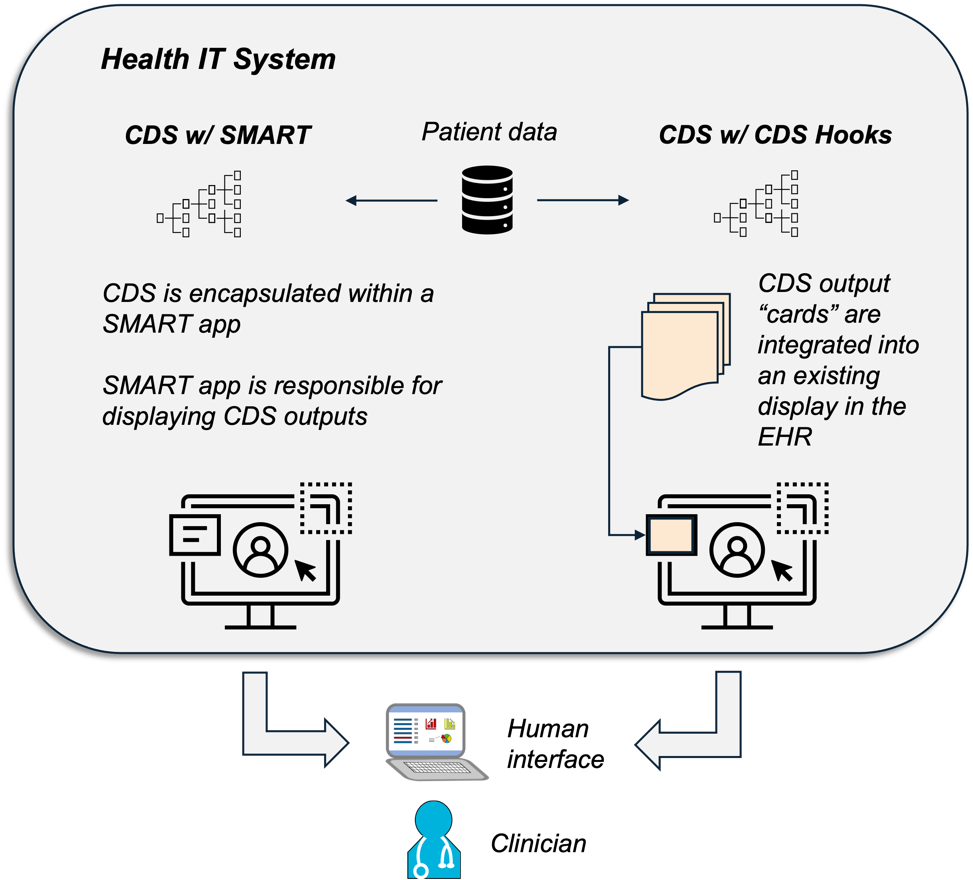 Health IT System
CDS w/ SMART
Patient data
CDS w/ CDS Hooks
CDS is encapsulated within a
SMART app
SMART app is responsible for
displaying CDS outputs
CDS output
“cards” are
integrated into
an existing
display in the
EHR
Human
interface
Clinician